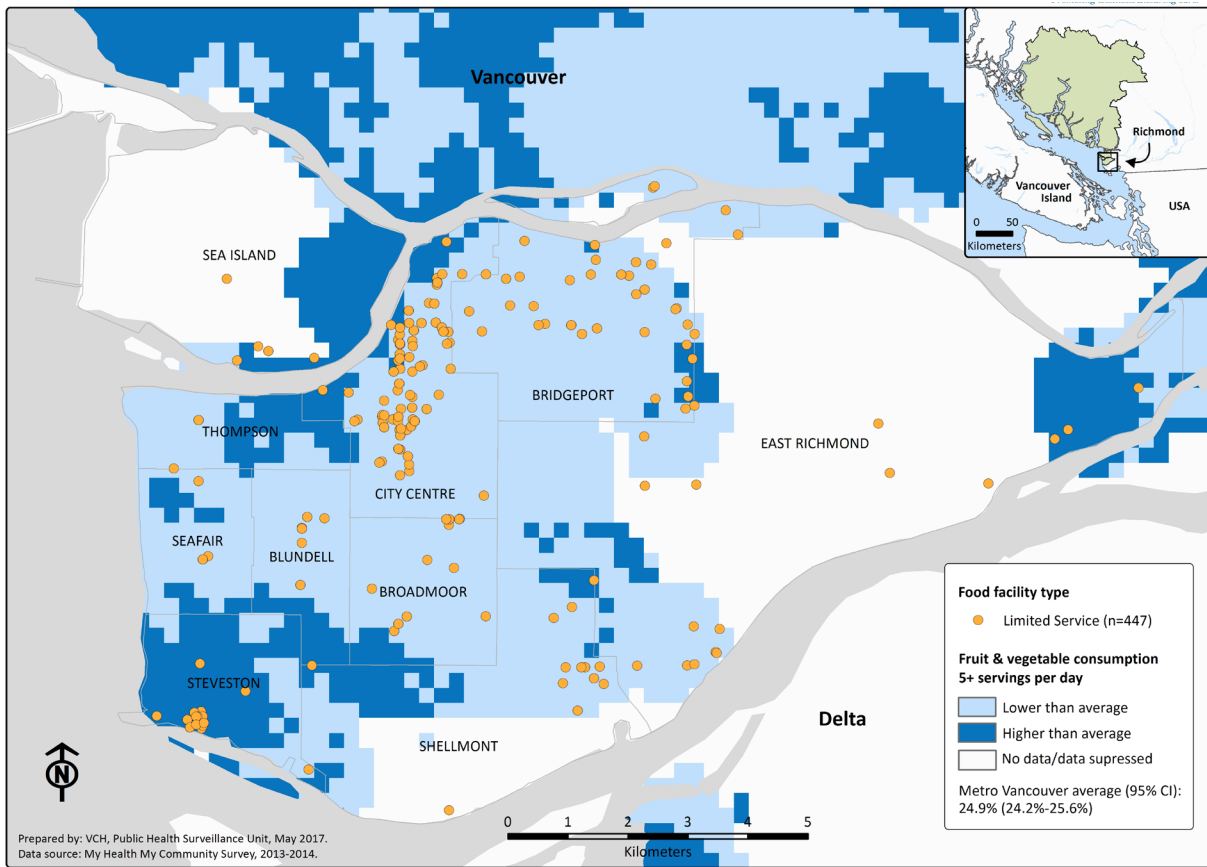 Vancouver
SEA ISLAND
BRIDGEPORT
THOMPSON
EAST RICHMOND
CITY CENTRE
SEAFAIR
BLUNDELL
BROADMOOR
STEVESTON
SHELLMONT
Delta
N
0 1 2 3 4 5
Kilometers
Prepared by: VCH, Public Health Surveillance Unit, May 2017.
Data source: My Health My Community Survey, 2013-2014.
Richmond
Vancouver
Island
USA
0 50
Kilometers
Food facility type
Limited Service (n=447)
Fruit & vegetable consumption
5+ servings per day
Lower than average
Higher than average
No data/data supressed
Metro Vancouver average (95% CI):
24.9% (24.2%-25.6%)